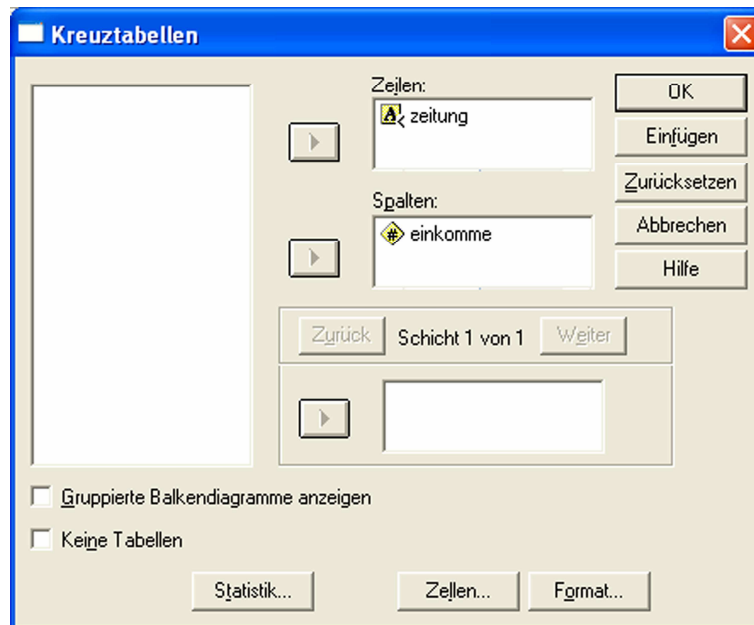 Kreuztabellen
Zeilen:
zeitung
Spalten:
einkomme
OK
Einfügen
Zurücksetzen
Abbrechen
Hilfe
Zurück
Schicht 1 von 1
Weiter
Gruppierte Balkendiagramme anzeigen
Keine Tabellen
Statistik...
Zellen...
Format...